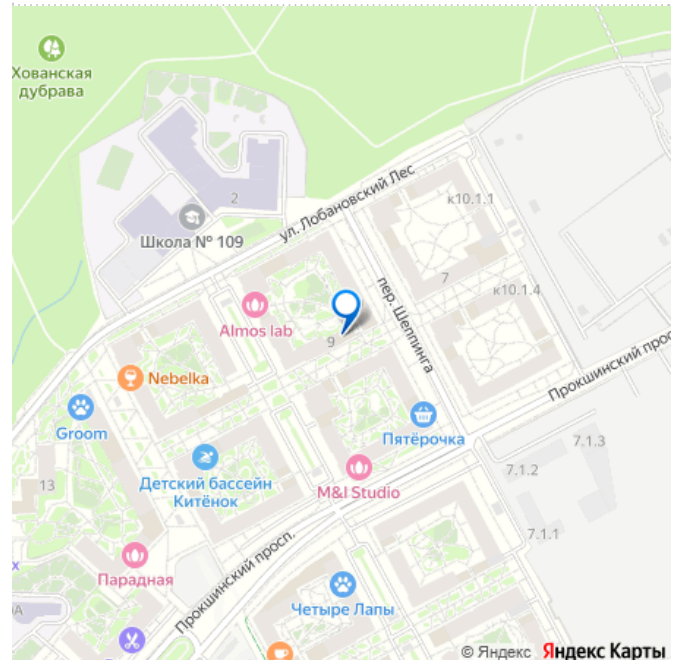 Хованская
дубрава
2
Школа № 109
ул. Лобановский Лес
к10.1.1
пер. Шеппинга
7
к10.1.4
Almos lab
9
Nebelka
Прокшинский прос
Groom
Пятёрочка
7.1.3
7.1.2
Детский бассейн
Китёнок
M&I Studio
13
7.1.1
Прокшинский просп.
х
Парадная
Четыре Лапы
0А
© Яндекс Яндекс Карты